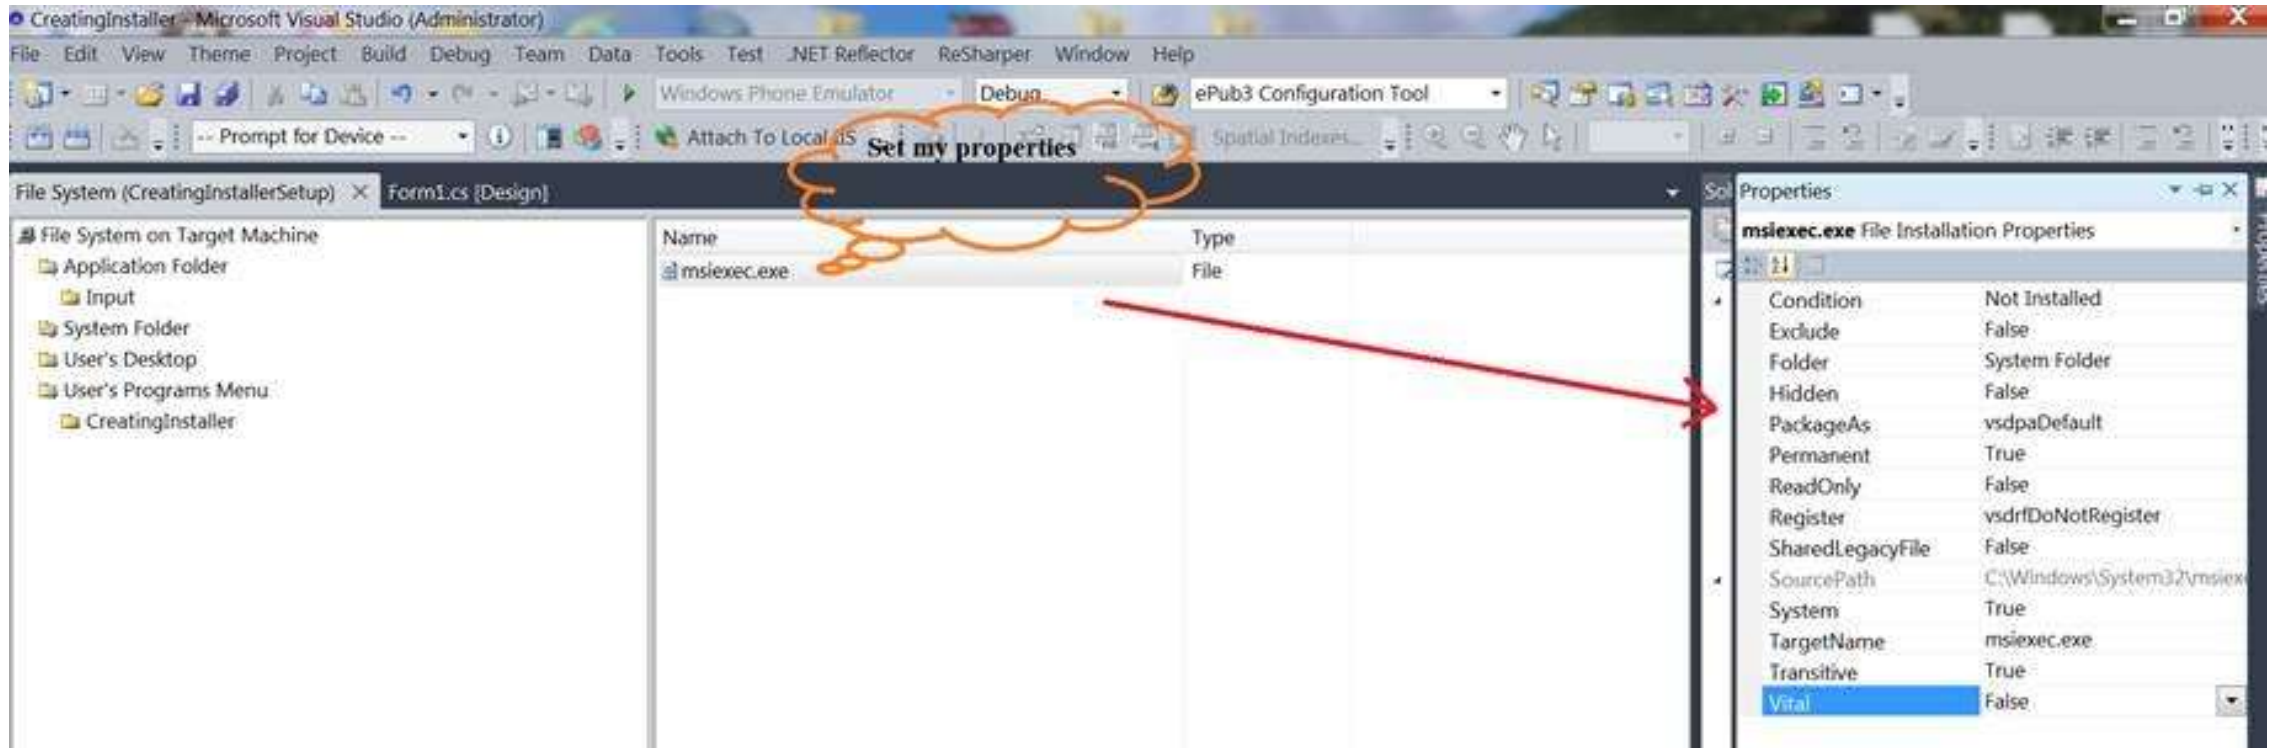 CreatingInstaller - Microsoft Visual Studio (Administrator)
File Edit View Theme Project Build Debug Team Data Tools Test .NET Reflector ReSharper Window Help
Windows Phone Emulator Debug ePub3 Configuration Tool
-- Prompt for Device -- Attach To Local Spatial Indexes...
Set my properties
File System (CreatingInstallerSetup) Form1.cs [Design]
File System on Target Machine
Application Folder
Input
System Folder
User's Desktop
User's Programs Menu
CreatingInstaller
Name Type
msiexec.exe File
Sol Properties
msiexec.exe File Installation Properties
Condition Not Installed
Exclude False
Folder System Folder
Hidden False
PackageAs vsdpaDefault
Permanent True
ReadOnly False
Register vsdrfDoNotRegister
SharedLegacyFile False
SourcePath C:\Windows\System32\msiex
System True
TargetName msiexec.exe
Transitive True
Vital False
Properties